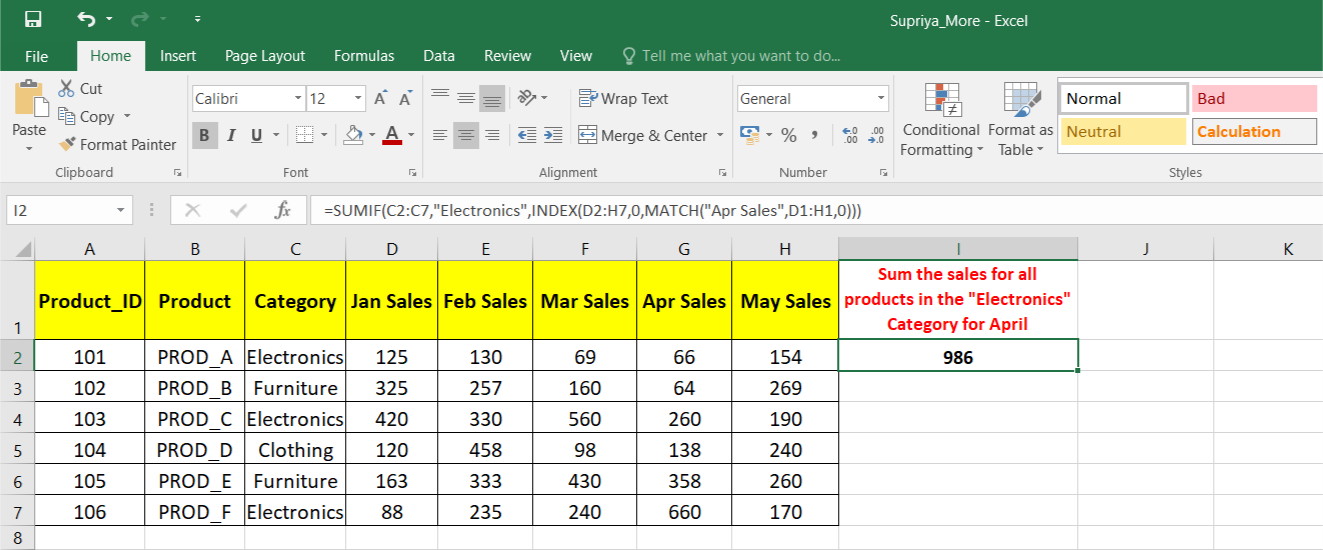 Supriya_More - Excel
File Home Insert Page Layout Formulas Data Review View Tell me what you want to do...
Paste Cut Copy Format Painter
Clipboard
Calibri 12
B I U A
Font
Wrap Text
Merge & Center
Alignment
General
% , .00
Number
Conditional Formatting
Format as Table
Normal Bad
Neutral Calculation
Styles
I2 fx =SUMIF(C2:C7,"Electronics",INDEX(D2:H7,0,MATCH("Apr Sales",D1:H1,0)))
A B C D E F G H I J K
1 Product_ID Product Category Jan Sales Feb Sales Mar Sales Apr Sales May Sales Sum the sales for all
products in the "Electronics"
Category for April
2 101 PROD_A Electronics 125 130 69 66 154 986
3 102 PROD_B Furniture 325 257 160 64 269
4 103 PROD_C Electronics 420 330 560 260 190
5 104 PROD_D Clothing 120 458 98 138 240
6 105 PROD_E Furniture 163 333 430 358 260
7 106 PROD_F Electronics 88 235 240 660 170
8